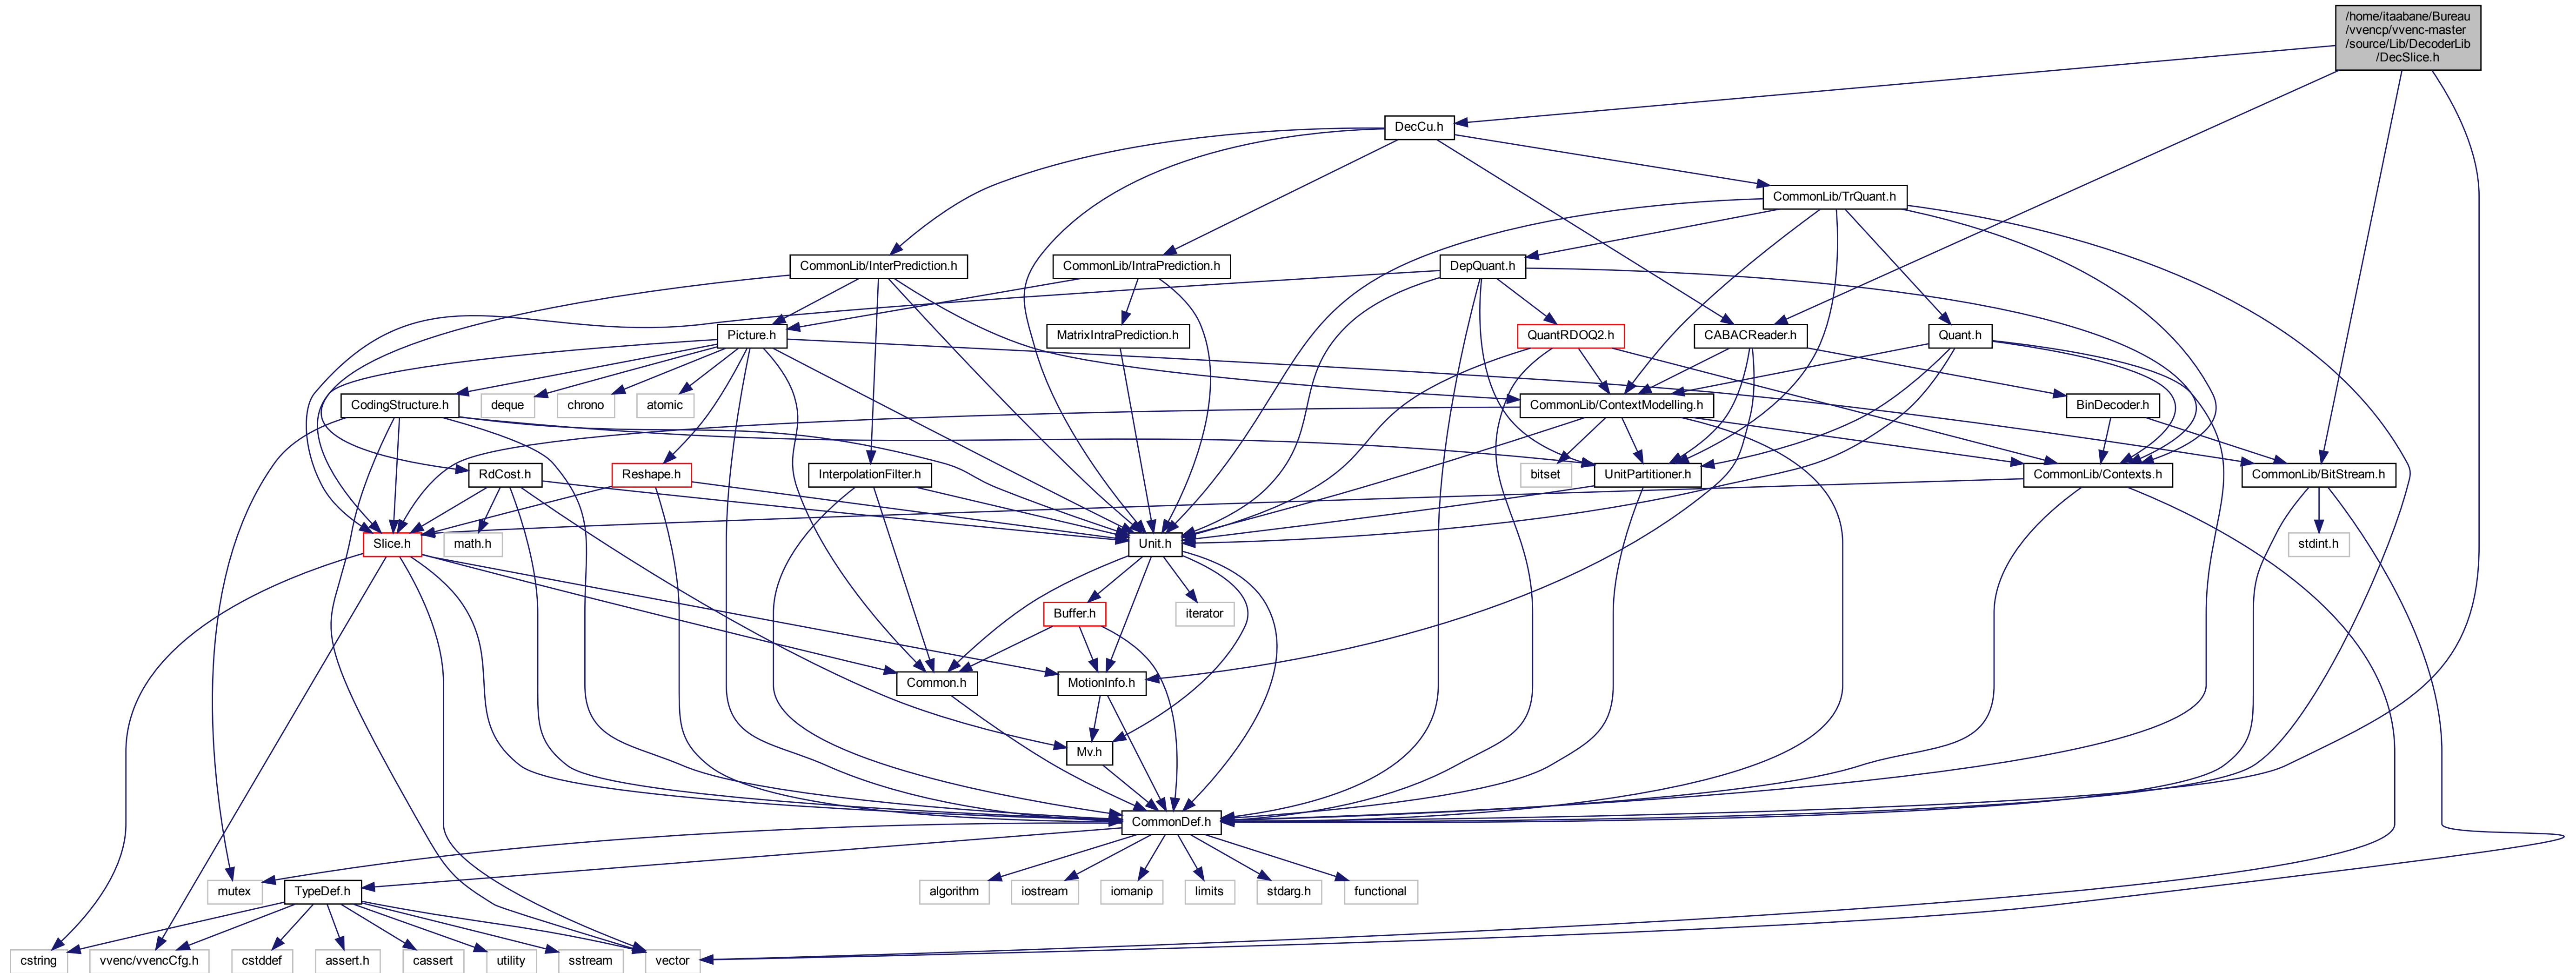 /home/itaabane/Bureau
/vvencp/vvenc-master
/source/Lib/DecoderLib
/DecSlice.h
DecCu.h
CommonLib/TrQuant.h
CommonLib/InterPrediction.h
CommonLib/IntraPrediction.h
DepQuant.h
Picture.h
MatrixIntraPrediction.h
QuantRDOQ2.h
CABACReader.h
Quant.h
CodingStructure.h
deque
chrono
atomic
CommonLib/ContextModelling.h
BinDecoder.h
RdCost.h
Reshape.h
InterpolationFilter.h
bitset
UnitPartitioner.h
CommonLib/Contexts.h
CommonLib/BitStream.h
Slice.h
math.h
Unit.h
stdint.h
Buffer.h
iterator
Common.h
MotionInfo.h
Mv.h
CommonDef.h
mutex
TypeDef.h
algorithm
iostream
iomanip
limits
stdarg.h
functional
cstring
vvenc/vvencCfg.h
cstddef
assert.h
cassert
utility
sstream
vector